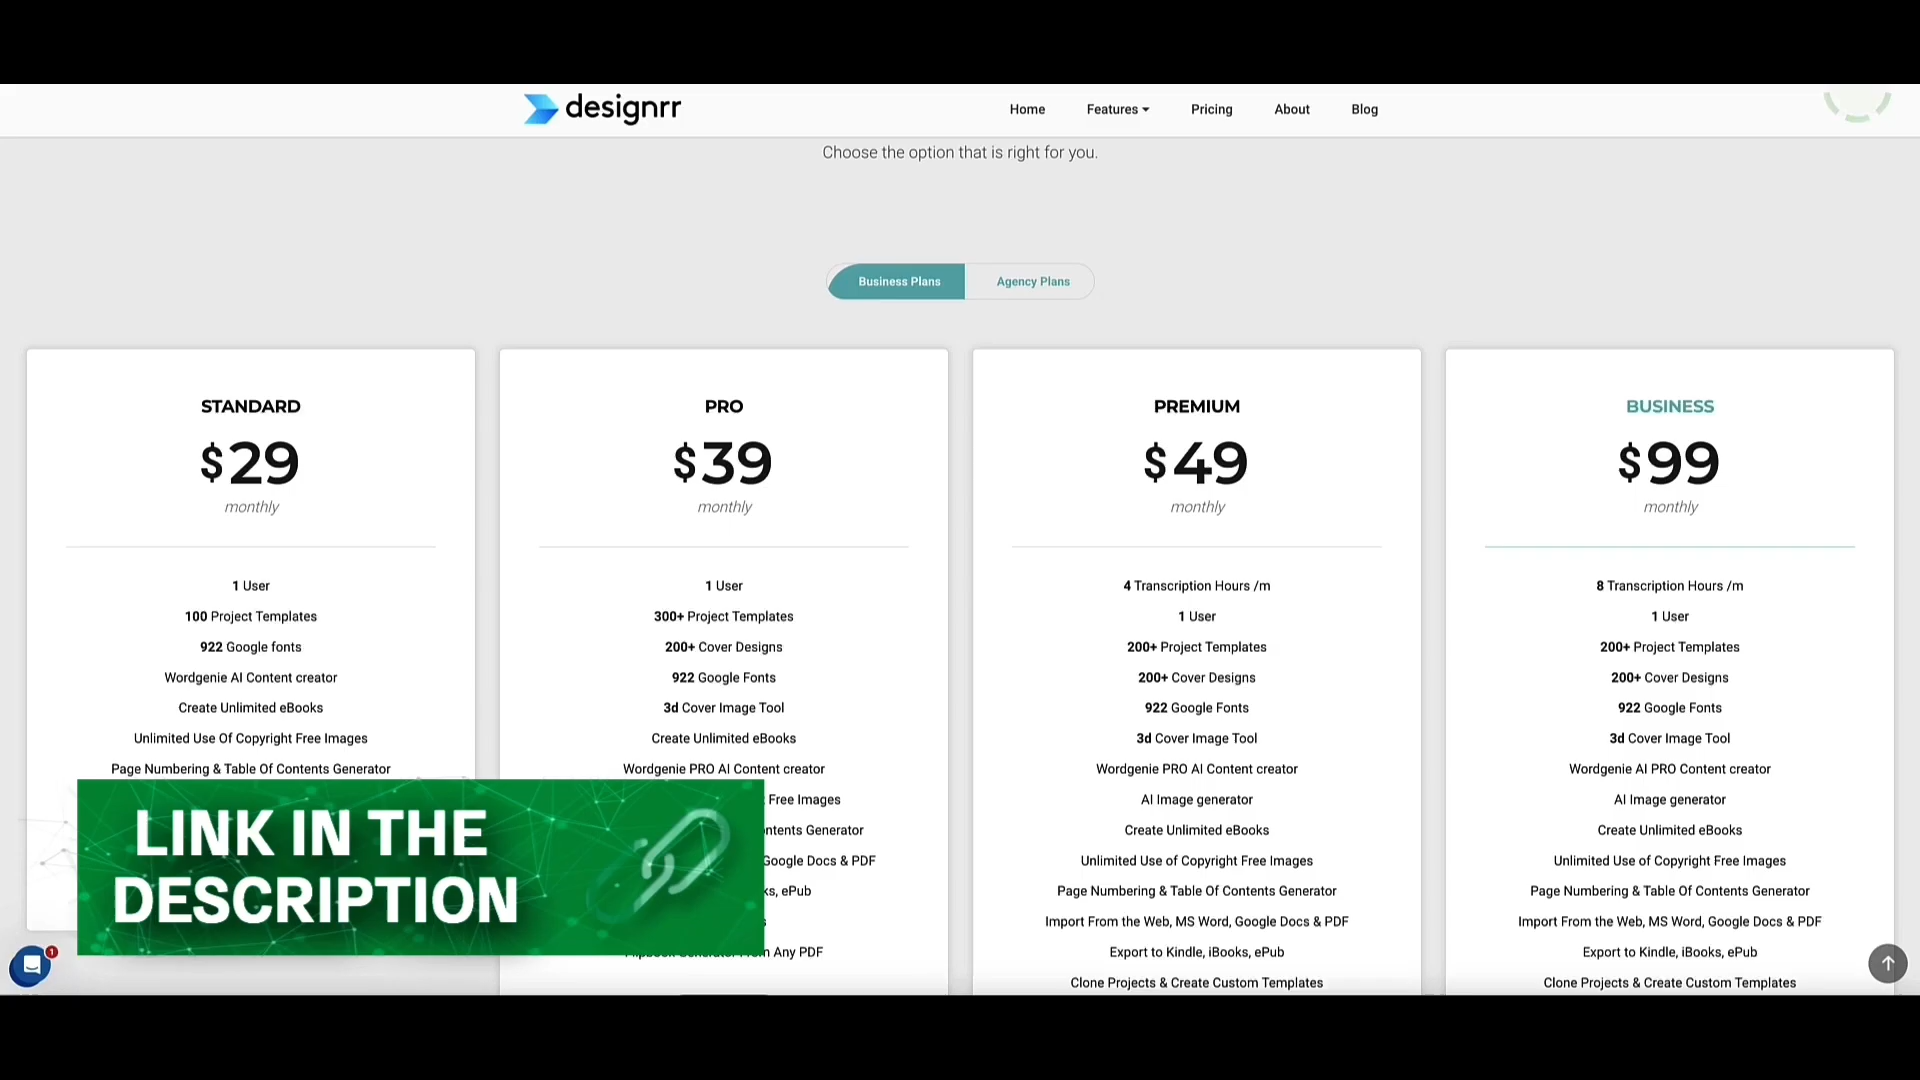 designrr
Home
Features
Pricing
About
Blog
Choose the option that is right for you.
Business Plans
Agency Plans
STANDARD
$29
monthly
1 User
100 Project Templates
922 Google fonts
Wordgenie AI Content creator
Create Unlimited eBooks
Unlimited Use Of Copyright Free Images
Page Numbering & Table Of Contents Generator
PRO
$39
monthly
1 User
300+ Project Templates
200+ Cover Designs
922 Google Fonts
3d Cover Image Tool
Create Unlimited eBooks
Wordgenie PRO AI Content creator
Free Images
Generator
Google Docs & PDF
ePub
Any PDF
PREMIUM
$49
monthly
4 Transcription Hours /m
1 User
200+ Project Templates
200+ Cover Designs
922 Google Fonts
3d Cover Image Tool
Wordgenie PRO AI Content creator
AI Image generator
Create Unlimited eBooks
Unlimited Use of Copyright Free Images
Page Numbering & Table Of Contents Generator
Import From the Web, MS Word, Google Docs & PDF
Export to Kindle, iBooks, ePub
Clone Projects & Create Custom Templates
BUSINESS
$99
monthly
8 Transcription Hours /m
1 User
200+ Project Templates
200+ Cover Designs
922 Google Fonts
3d Cover Image Tool
Wordgenie AI PRO Content creator
AI Image generator
Create Unlimited eBooks
Unlimited Use of Copyright Free Images
Page Numbering & Table Of Contents Generator
Import From the Web, MS Word, Google Docs & PDF
Export to Kindle, iBooks, ePub
Clone Projects & Create Custom Templates
LINK IN THE
DESCRIPTION
1